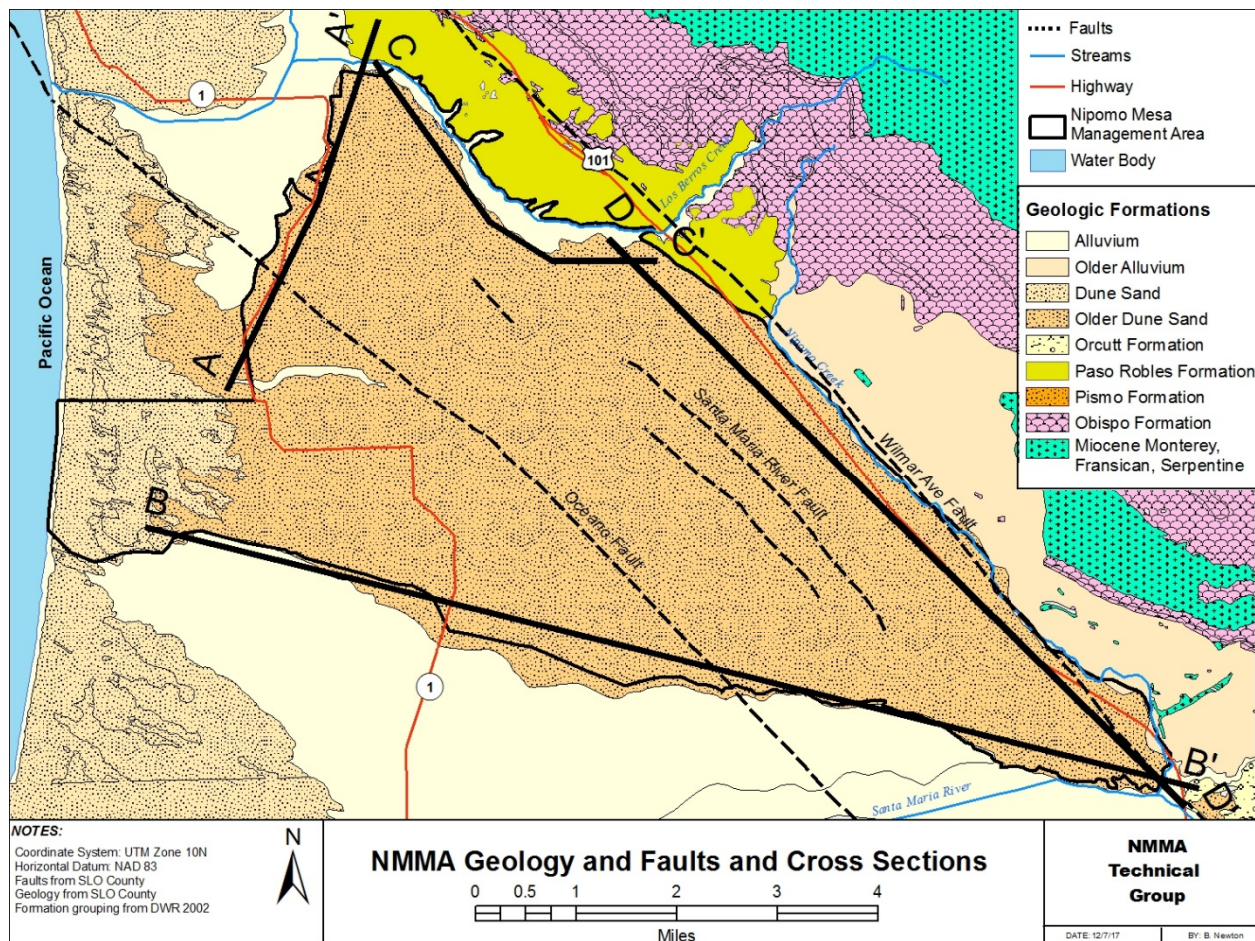 A'
C
1
101
Los Berros Creek
D
C'
Pacific Ocean
A
Nipomo Creek
Santa Maria River Fault
Wilmar Ave Fault
B
Oceano Fault
1
B'
D'
Santa Maria River
Faults
Streams
Highway
Nipomo Mesa
Management Area
Water Body
Geologic Formations
Alluvium
Older Alluvium
Dune Sand
Older Dune Sand
Orcutt Formation
Paso Robles Formation
Pismo Formation
Obispo Formation
Miocene Monterey,
Fransican, Serpentine
NOTES:
Coordinate System: UTM Zone 10N
Horizontal Datum: NAD 83
Faults from SLO County
Geology from SLO County
Formation grouping from DWR 2002
N
NMMA Geology and Faults and Cross Sections
0 0.5 1 2 3 4
Miles
NMMA
Technical
Group
DATE: 12/7/17 BY: B. Newton